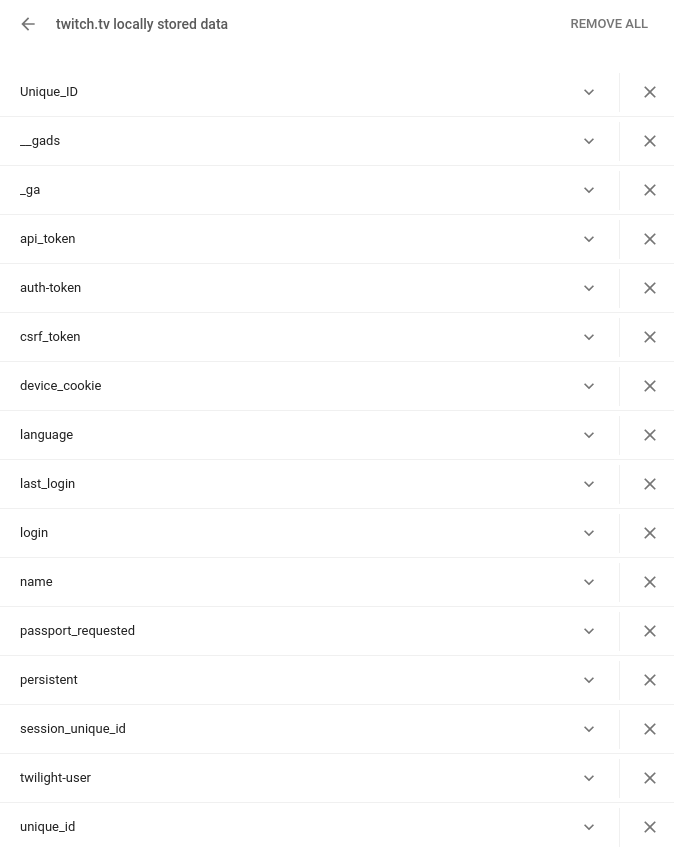 twitch.tv locally stored data REMOVE ALL
Unique_ID
__gads
_ga
api_token
auth-token
csrf_token
device_cookie
language
last_login
login
name
passport_requested
persistent
session_unique_id
twilight-user
unique_id